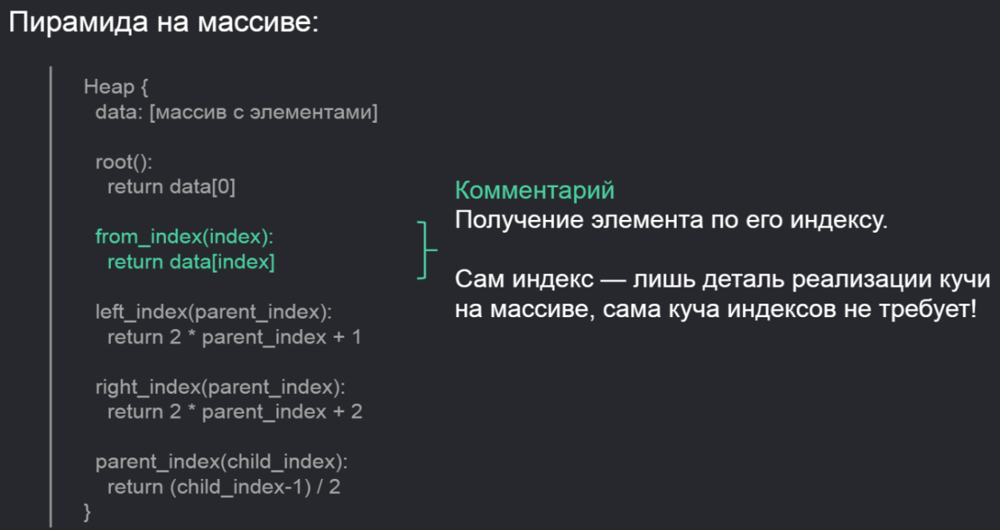 Пирамида на массиве:
Heap {
data: [массив с элементами]
root():
return data[0]
from_index(index):
return data[index]
left_index(parent_index):
return 2 * parent_index + 1
right_index(parent_index):
return 2 * parent_index + 2
parent_index(child_index):
return (child_index-1) / 2
}
Комментарий
Получение элемента по его индексу.
Сам индекс — лишь деталь реализации кучи
на массиве, сама куча индексов не требует!